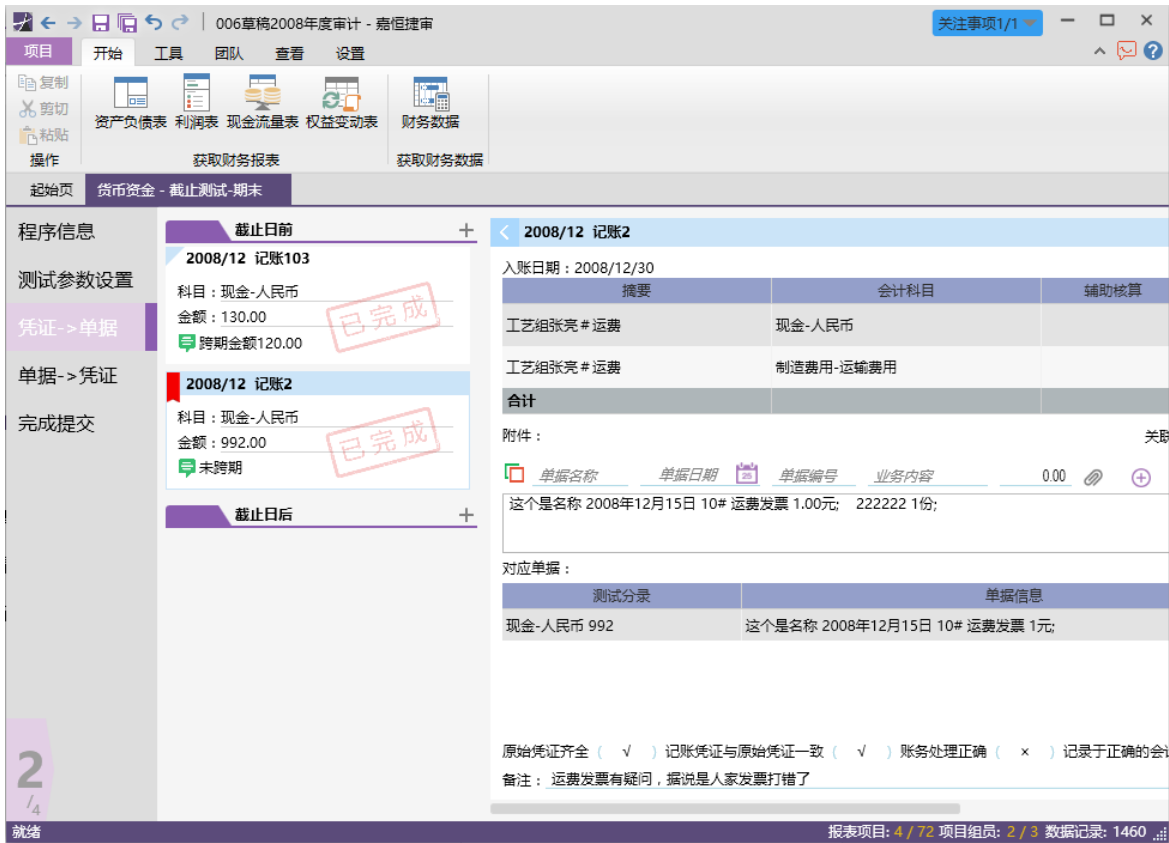 006草稿2008年度审计 - 嘉恒捷审
关注事项1/1
项目 开始 工具 团队 查看 设置
复制
剪切
粘贴
资产负债表 利润表 现金流量表 权益变动表 财务数据
操作 获取财务报表 获取财务数据
起始页 货币资金 - 截止测试-期末
程序信息
测试参数设置
凭证->单据
单据->凭证
完成提交
2
/4
截止日前
2008/12 记账103
科目：现金-人民币
金额：130.00
跨期金额120.00
已完成
2008/12 记账2
科目：现金-人民币
金额：992.00
未跨期
已完成
截止日后
2008/12 记账2
入账日期：2008/12/30
摘要 会计科目 辅助核算
工艺组张亮#运费 现金-人民币
工艺组张亮#运费 制造费用-运输费用
合计
附件： 关联
单据名称 单据日期 25 单据编号 业务内容 0.00
这个是名称 2008年12月15日 10# 运费发票 1.00元; 222222 1份;
对应单据：
测试分录 单据信息
现金-人民币 992 这个是名称 2008年12月15日 10# 运费发票 1元;
原始凭证齐全（ √ ）记账凭证与原始凭证一致（ √ ）账务处理正确（ × ）记录于正确的会
备注： 运费发票有疑问，据说是人家发票打错了
就绪 报表项目: 4 / 72 项目组员: 2 / 3 数据记录: 1460